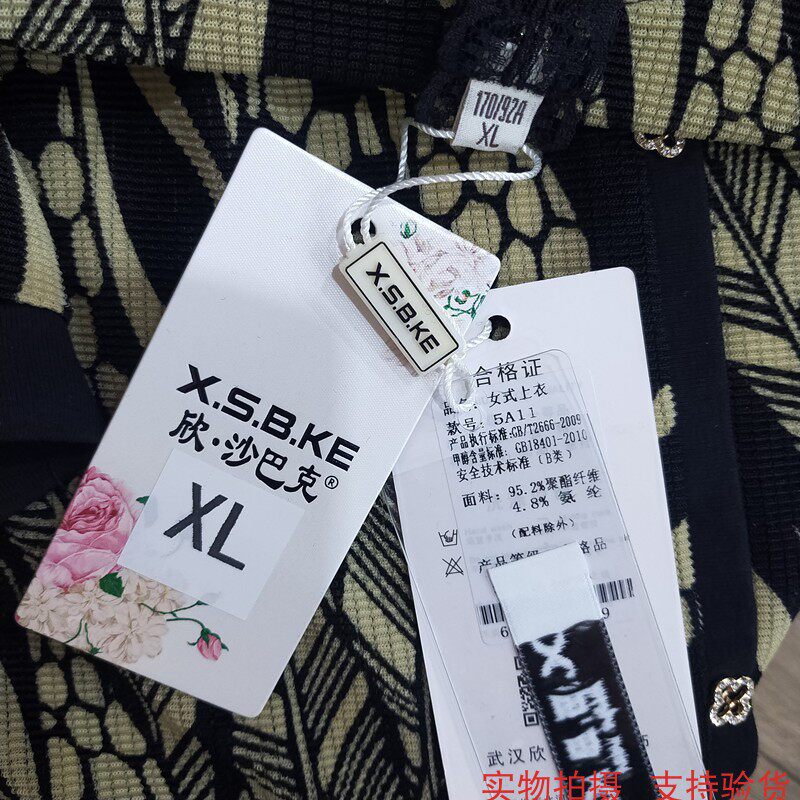 170/92A
XL
X.S.B.KE
X.S.B.KE
欣·沙巴克®
XL
合格证
女式上衣
款号: 5A11
产品执行标准:GB/T2666-2009
甲醇含量标准: GB18401-2010
安全技术标准 (B类)
面料: 95.2%聚酯纤维
4.8% 氨纶
(配料除外)
武汉欣
实物拍摄 支持验货